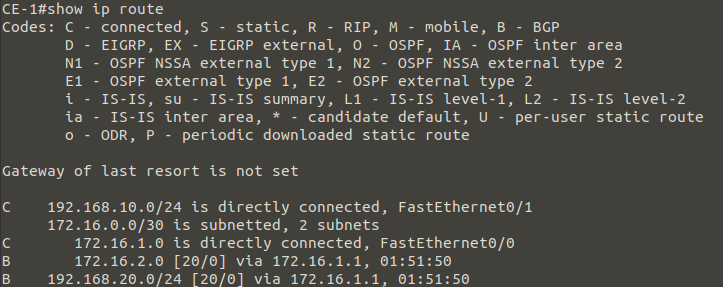 CE-1#show ip route
Codes: C - connected, S - static, R - RIP, M - mobile, B - BGP
       D - EIGRP, EX - EIGRP external, O - OSPF, IA - OSPF inter area
       N1 - OSPF NSSA external type 1, N2 - OSPF NSSA external type 2
       E1 - OSPF external type 1, E2 - OSPF external type 2
       i - IS-IS, su - IS-IS summary, L1 - IS-IS level-1, L2 - IS-IS level-2
       ia - IS-IS inter area, * - candidate default, U - per-user static route
       o - ODR, P - periodic downloaded static route

Gateway of last resort is not set

C    192.168.10.0/24 is directly connected, FastEthernet0/1
     172.16.0.0/30 is subnetted, 2 subnets
C       172.16.1.0 is directly connected, FastEthernet0/0
B       172.16.2.0 [20/0] via 172.16.1.1, 01:51:50
B    192.168.20.0/24 [20/0] via 172.16.1.1, 01:51:50